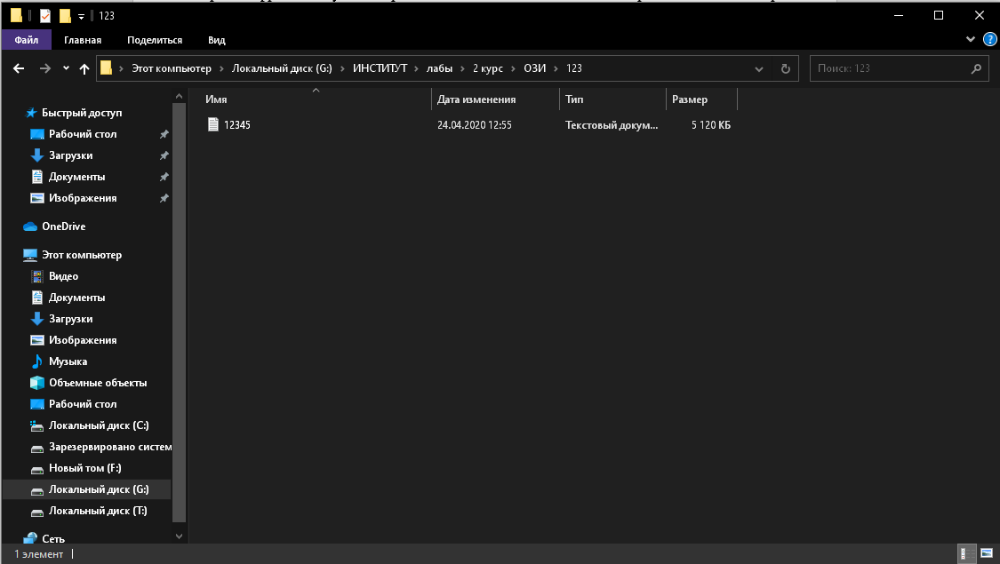 123
Файл Главная Поделиться Вид
Этот компьютер › Локальный диск (G:) › ИНСТИТУТ › лабы › 2 курс › ОЗИ › 123
Поиск: 123
Имя Дата изменения Тип Размер
12345 24.04.2020 12:55 Текстовый докум... 5 120 КБ
Быстрый доступ
Рабочий стол
Загрузки
Документы
Изображения
OneDrive
Этот компьютер
Видео
Документы
Загрузки
Изображения
Музыка
Объемные объекты
Рабочий стол
Локальный диск (C:)
Зарезервировано систем
Новый том (F:)
Локальный диск (G:)
Локальный диск (T:)
Сеть
1 элемент